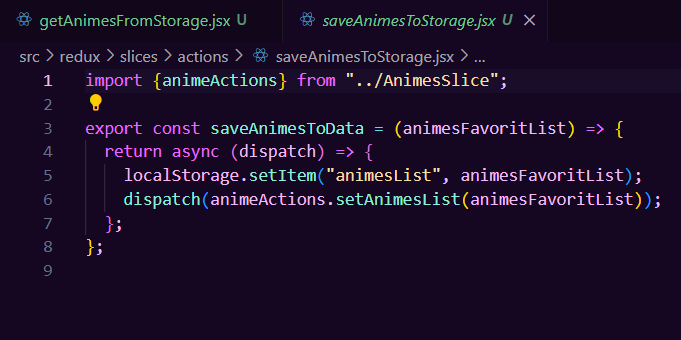 getAnimesFromStorage.jsx U saveAnimesToStorage.jsx U
src > redux > slices > actions > saveAnimesToStorage.jsx > ...
1 import {animeActions} from "../AnimesSlice";
2
3 export const saveAnimesToData = (animesFavoritList) => {
4 return async (dispatch) => {
5 localStorage.setItem("animesList", animesFavoritList);
6 dispatch(animeActions.setAnimesList(animesFavoritList));
7 };
8 };
9